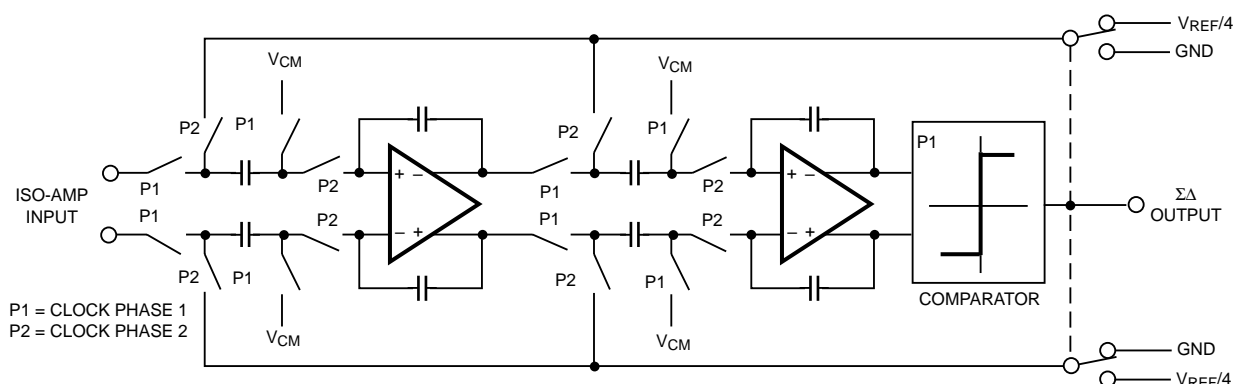 VREF/4
GND
VCM
VCM
P2
P1
P2
P1
P1
P2
+ −
P1
P2
+ −
P1
ISO-AMP
INPUT
P1
P2
P1
P2
− +
P1
P2
P1
P2
− +
ΣΔ
OUTPUT
COMPARATOR
P1 = CLOCK PHASE 1
P2 = CLOCK PHASE 2
VCM
VCM
GND
VREF/4